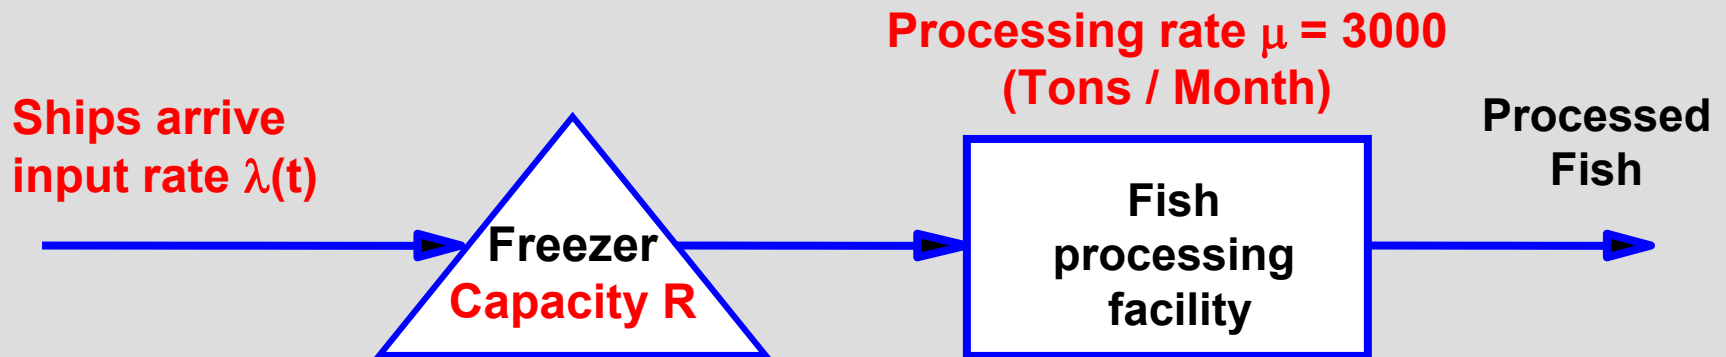 Ships arrive
input rate λ(t)
Freezer
Capacity R
Processing rate μ = 3000
(Tons / Month)
Fish
processing
facility
Processed
Fish